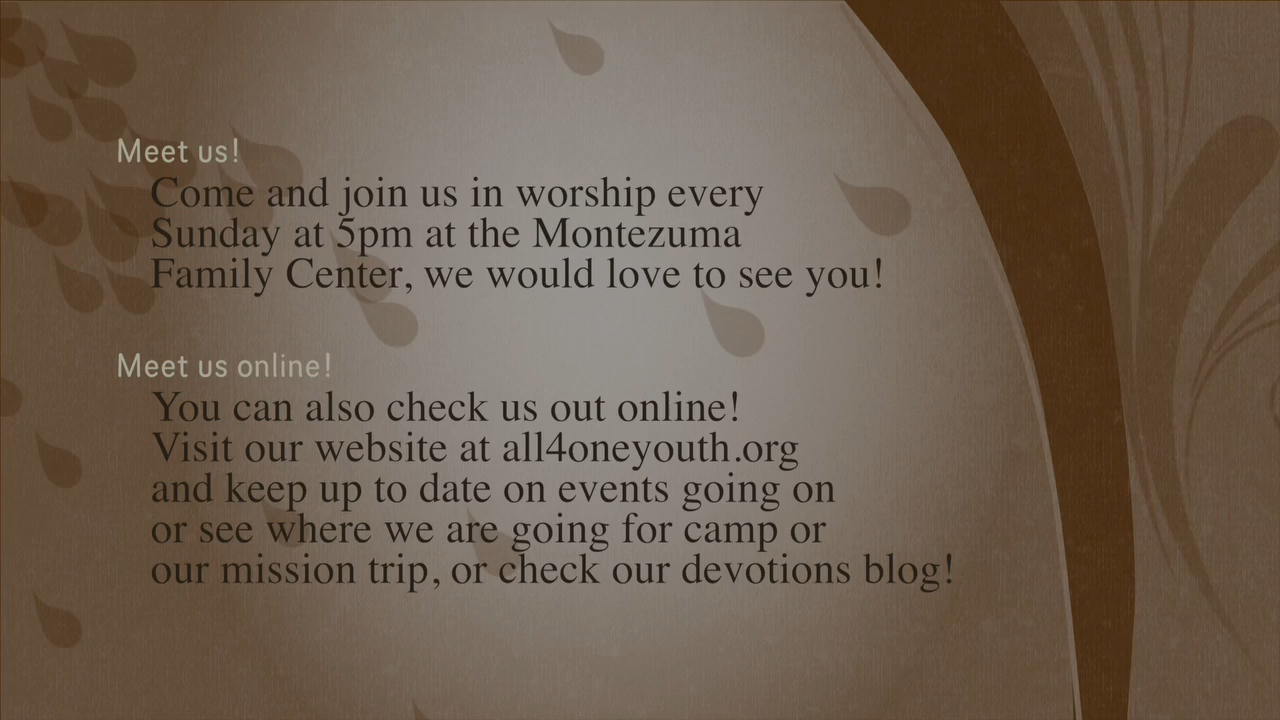 Meet us!
Come and join us in worship every
Sunday at 5pm at the Montezuma
Family Center, we would love to see you!
Meet us online!
You can also check us out online!
Visit our website at all4oneyouth.org
and keep up to date on events going on
or see where we are going for camp or
our mission trip, or check our devotions blog!